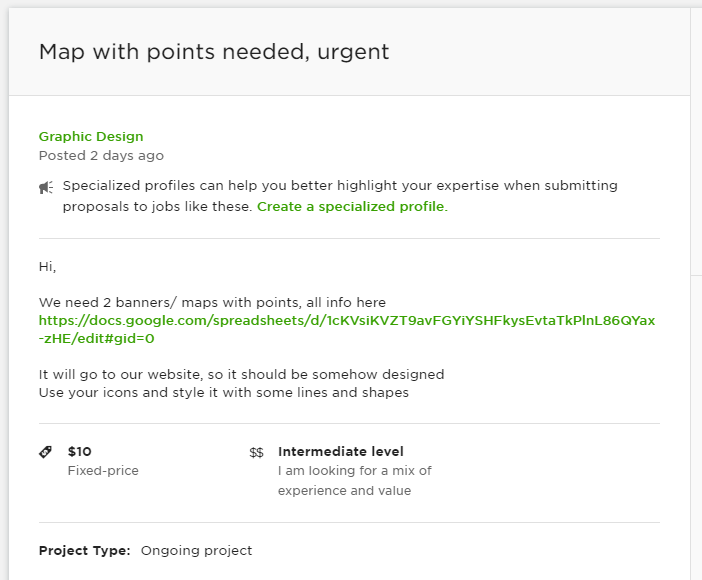 Map with points needed, urgent
Graphic Design
Posted 2 days ago
Specialized profiles can help you better highlight your expertise when submitting
proposals to jobs like these. Create a specialized profile.
Hi,
We need 2 banners/ maps with points, all info here
https://docs.google.com/spreadsheets/d/1cKVsiKVZT9avFGYiYSHFkysEvtaTkPlnL86QYax
-zHE/edit#gid=0
It will go to our website, so it should be somehow designed
Use your icons and style it with some lines and shapes
$10
Fixed-price
$$ Intermediate level
I am looking for a mix of
experience and value
Project Type: Ongoing project